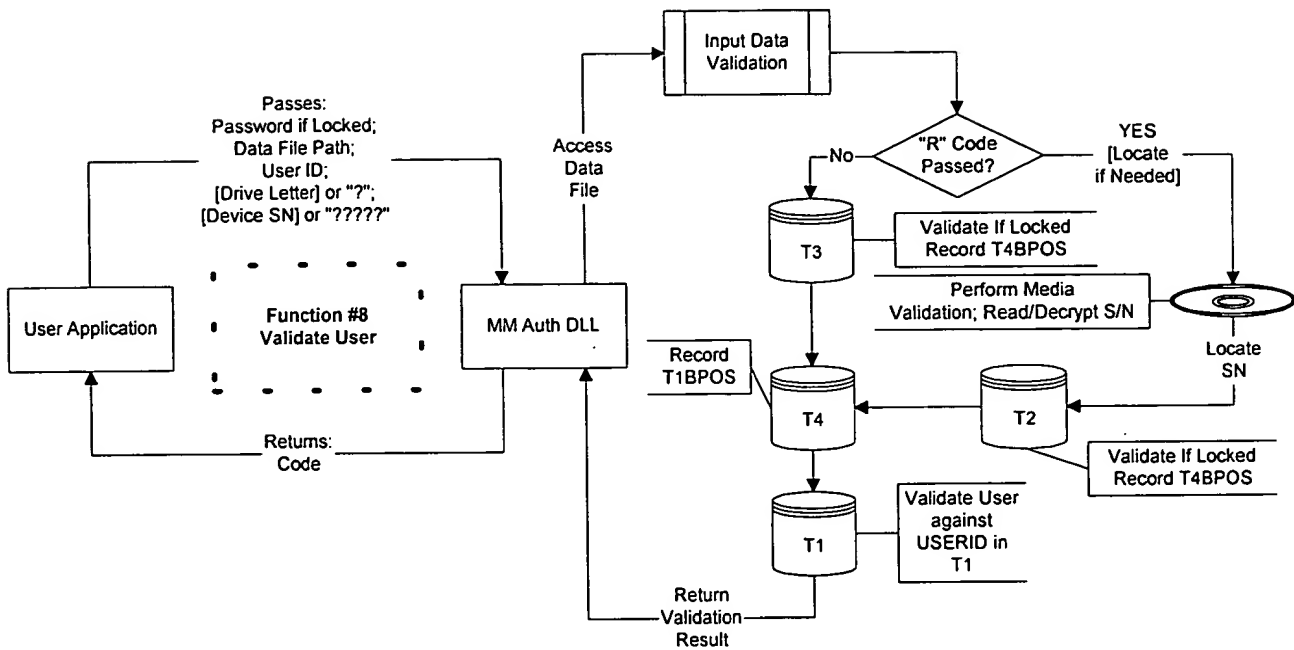 Passes:
Password if Locked;
Data File Path;
User ID;
[Drive Letter] or "?";
[Device SN] or "?????"
User Application
Function #8
Validate User
MM Auth DLL
Returns:
Code
Access
Data
File
Input Data
Validation
"R" Code
Passed?
No
YES
[Locate
if Needed]
T3
Validate If Locked
Record T4BPOS
Perform Media
Validation; Read/Decrypt S/N
Locate
SN
Record
T1BPOS
T4
T2
Validate If Locked
Record T4BPOS
T1
Validate User
against
USERID in
T1
Return
Validation
Result